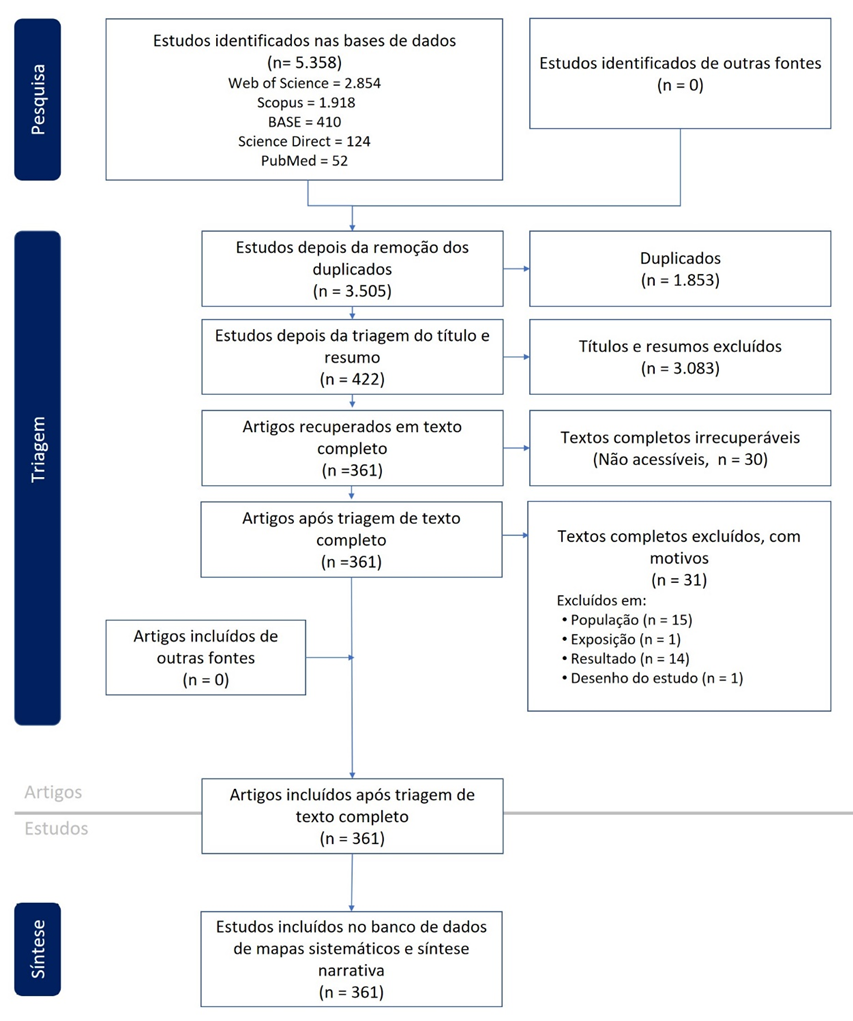 Pesquisa
Estudos identificados nas bases de dados
(n= 5.358)
Web of Science = 2.854
Scopus = 1.918
BASE = 410
Science Direct = 124
PubMed = 52
Estudos identificados de outras fontes
(n = 0)
Triagem
Estudos depois da remoção dos
duplicados
(n = 3.505)
Duplicados
(n = 1.853)
Estudos depois da triagem do título e
resumo
(n = 422)
Títulos e resumos excluídos
(n = 3.083)
Artigos recuperados em texto
completo
(n =361)
Textos completos irrecuperáveis
(Não acessíveis, n = 30)
Artigos após triagem de texto
completo
(n =361)
Textos completos excluídos, com
motivos
(n = 31)
Excluídos em:
• População (n = 15)
• Exposição (n = 1)
• Resultado (n = 14)
• Desenho do estudo (n = 1)
Artigos incluídos de
outras fontes
(n = 0)
Artigos
Estudos
Artigos incluídos após triagem de
texto completo
(n = 361)
Síntese
Estudos incluídos no banco de dados
de mapas sistemáticos e síntese
narrativa
(n = 361)